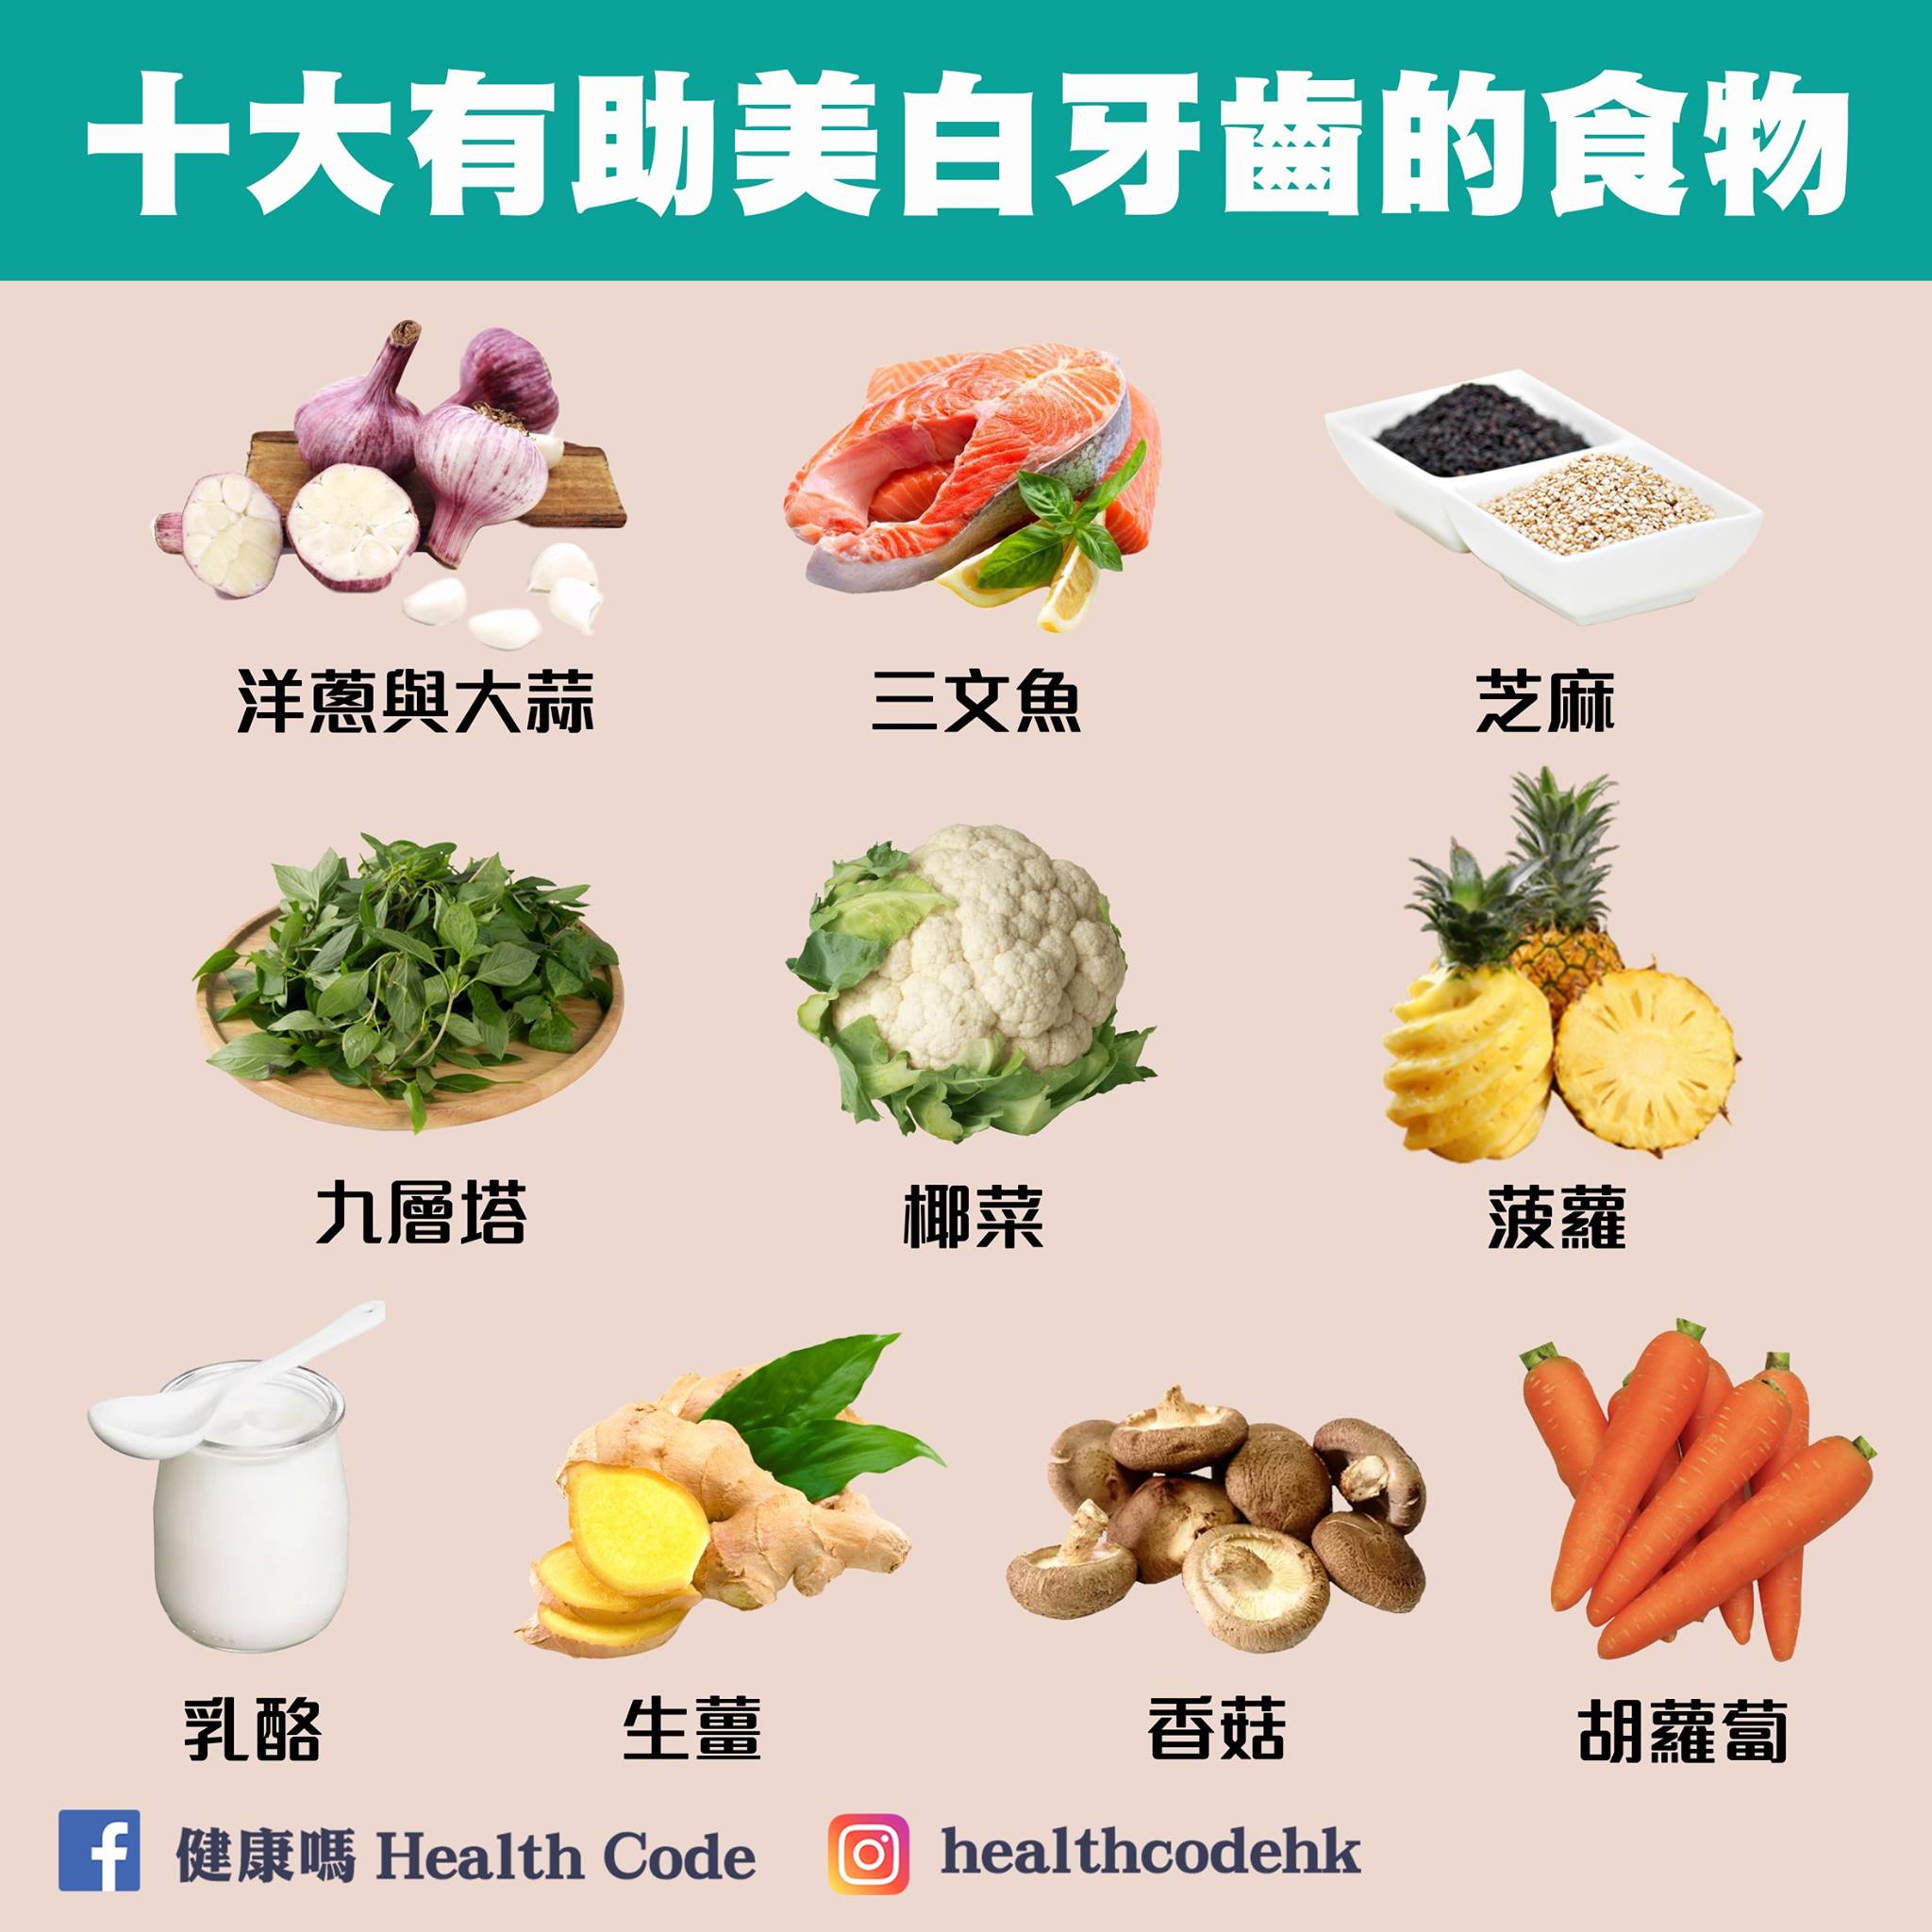 十大有助美白牙齒的食物
洋蔥與大蒜
三文魚
芝麻
九層塔
椰菜
菠蘿
乳酪
生薑
香菇
胡蘿蔔
健康嗎 Health Code
healthcodehk